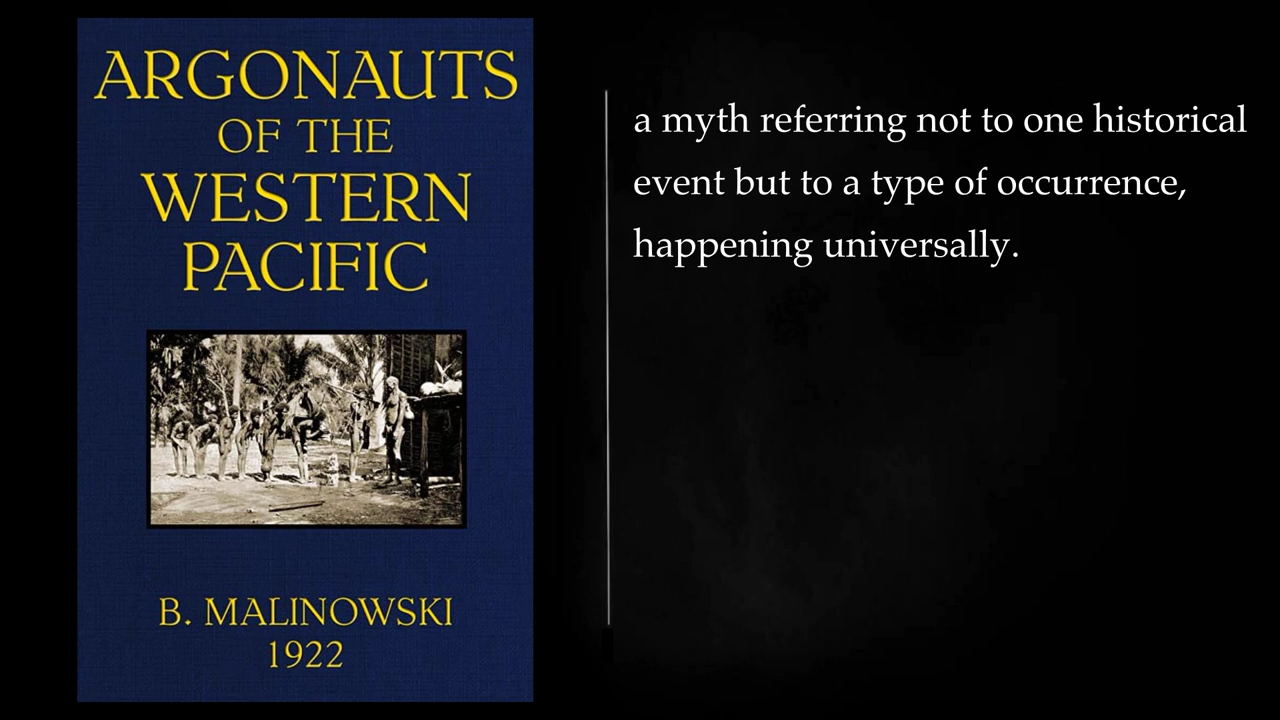 ARGONAUTS
OF THE
WESTERN
PACIFIC
B. MALINOWSKI
1922
a myth referring not to one historical
event but to a type of occurrence,
happening universally.